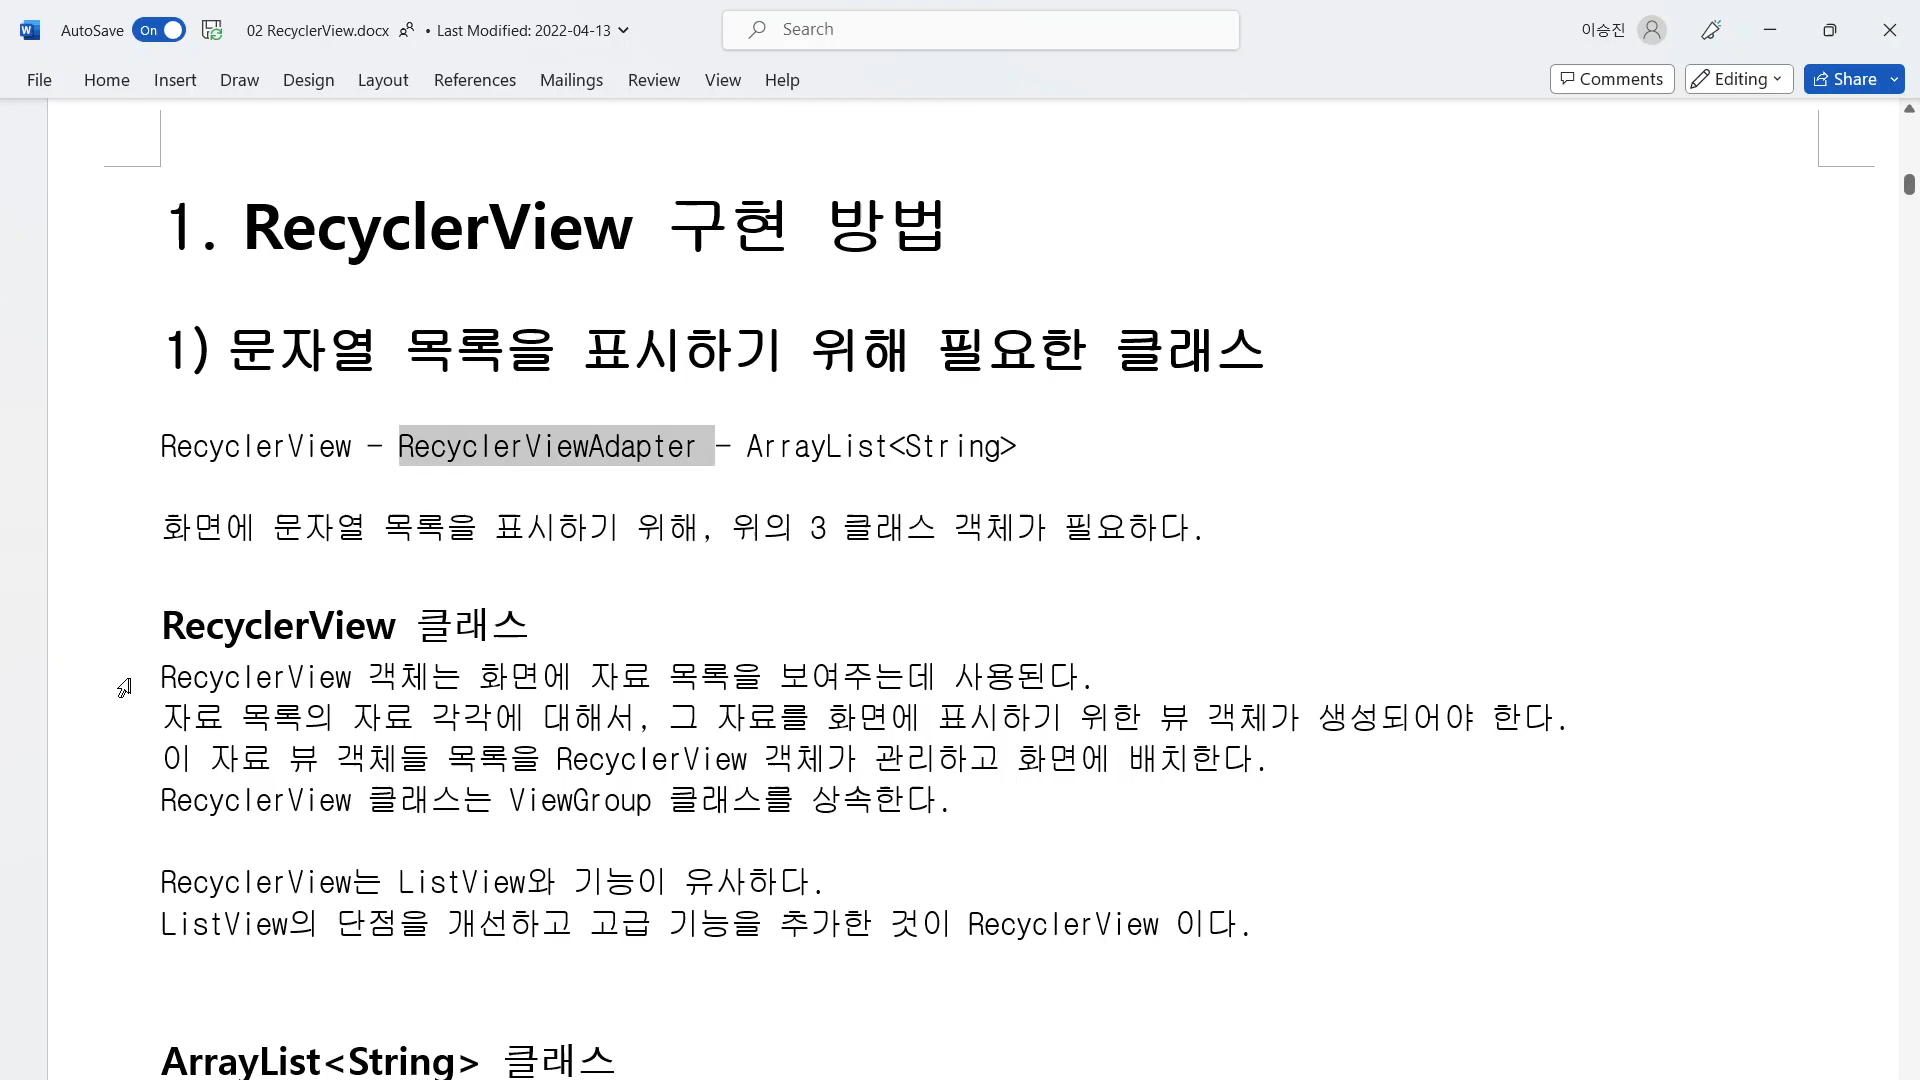 AutoSave On 02 RecyclerView.docx • Last Modified: 2022-04-13 Search 이승진
File Home Insert Draw Design Layout References Mailings Review View Help Comments Editing Share
1. RecyclerView 구현 방법
1) 문자열 목록을 표시하기 위해 필요한 클래스
RecyclerView - RecyclerViewAdapter - ArrayList<String>
화면에 문자열 목록을 표시하기 위해, 위의 3 클래스 객체가 필요하다.
RecyclerView 클래스
RecyclerView 객체는 화면에 자료 목록을 보여주는데 사용된다.
자료 목록의 자료 각각에 대해서, 그 자료를 화면에 표시하기 위한 뷰 객체가 생성되어야 한다.
이 자료 뷰 객체들 목록을 RecyclerView 객체가 관리하고 화면에 배치한다.
RecyclerView 클래스는 ViewGroup 클래스를 상속한다.
RecyclerView는 ListView와 기능이 유사하다.
ListView의 단점을 개선하고 고급 기능을 추가한 것이 RecyclerView 이다.
ArrayList<String> 클래스